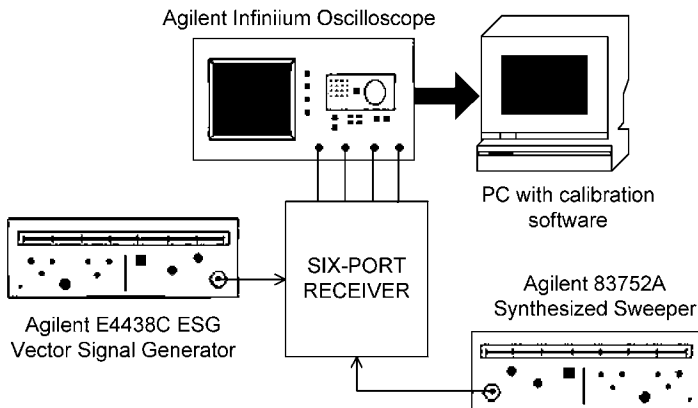 Agilent Infiniium Oscilloscope
PC with calibration
software
SIX-PORT
RECEIVER
Agilent E4438C ESG
Vector Signal Generator
Agilent 83752A
Synthesized Sweeper